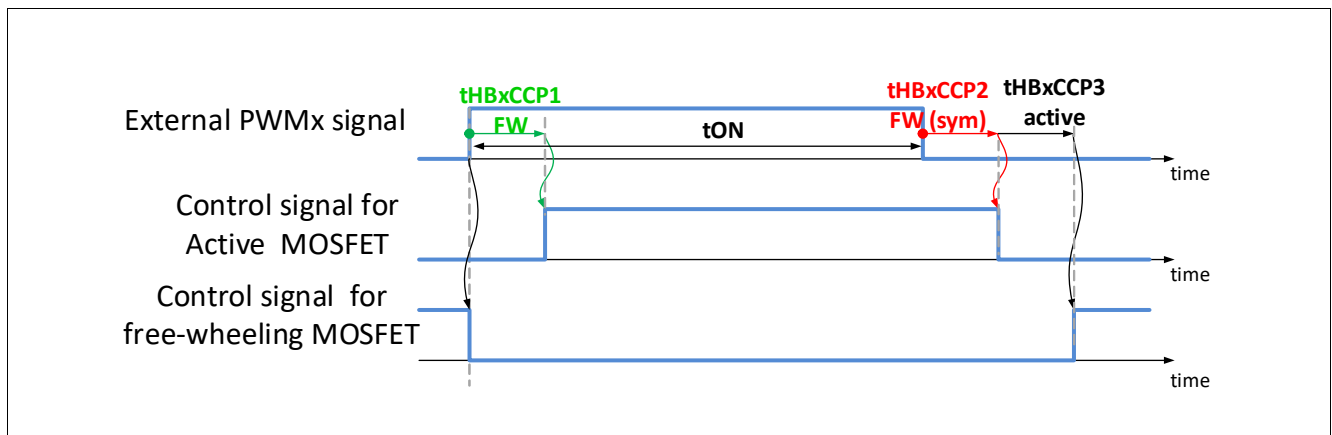 External PWMx signal
tHBxCCP1
FW
tON
tHBxCCP2
FW (sym)
tHBxCCP3
active
time
Control signal for
Active MOSFET
time
Control signal for
free-wheeling MOSFET
time